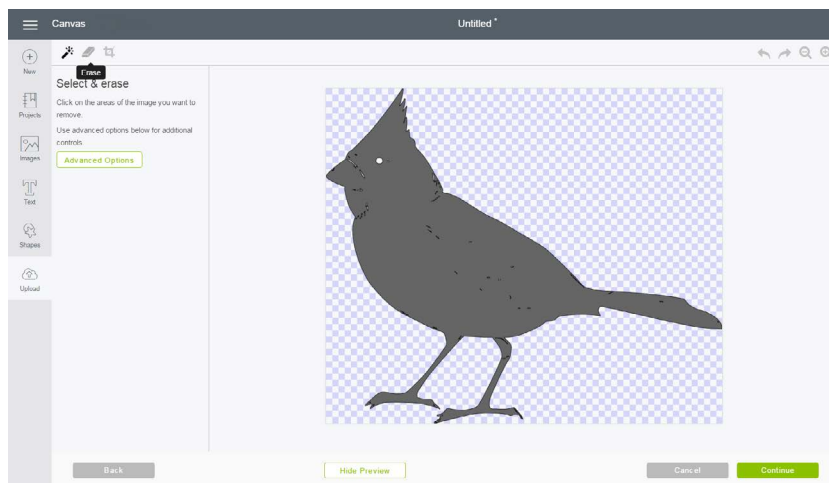 Canvas
Untitled *
New
Erase
Select & erase
Click on the areas of the image you want to
remove.
Use advanced options below for additional
controls.
Advanced Options
Projects
Images
Text
Shapes
Upload
Back
Hide Preview
Cancel
Continue